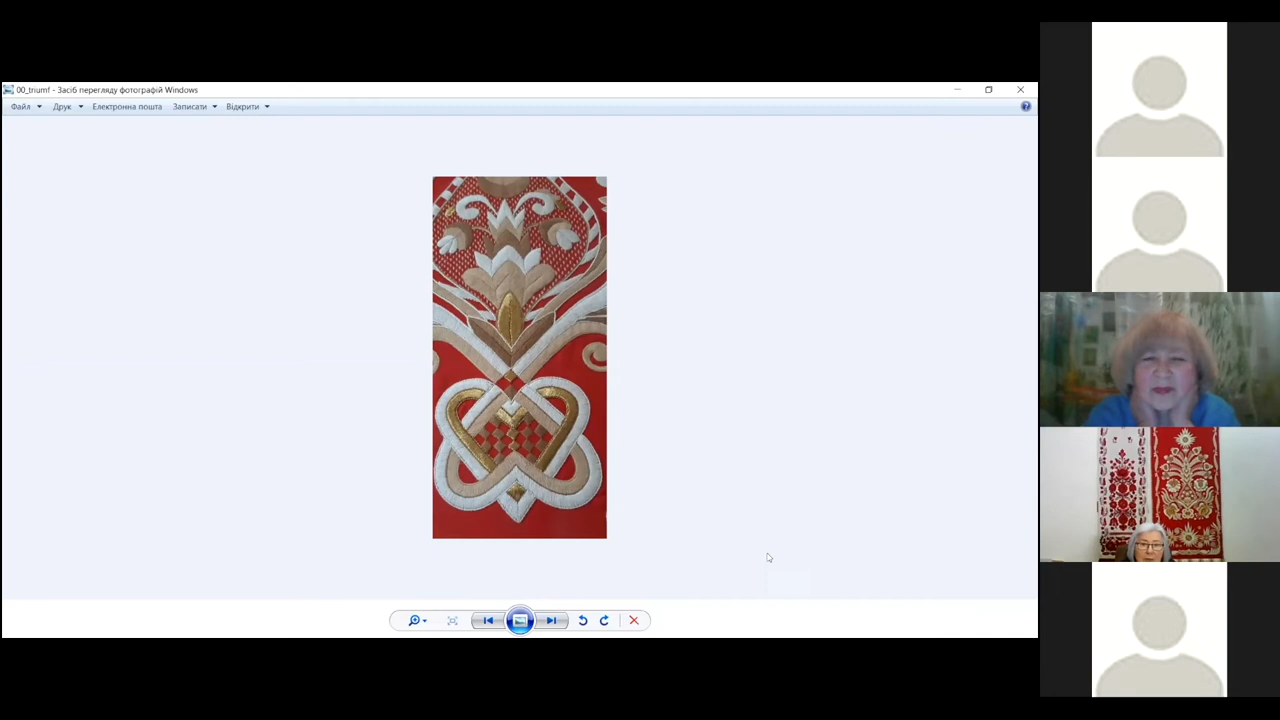 00_triumf - Засіб перегляду фотографій Windows
Файл Друк Електронна пошта Записати Відкрити